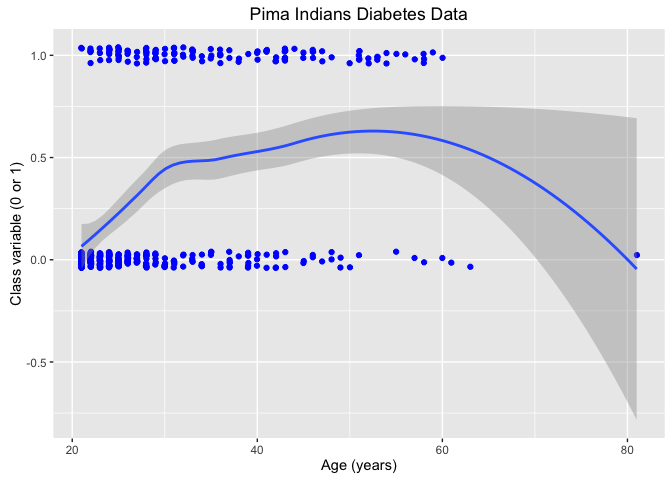 Pima Indians Diabetes Data
Class variable (0 or 1)
1.0
0.5
0.0
-0.5
20
40
60
80
Age (years)